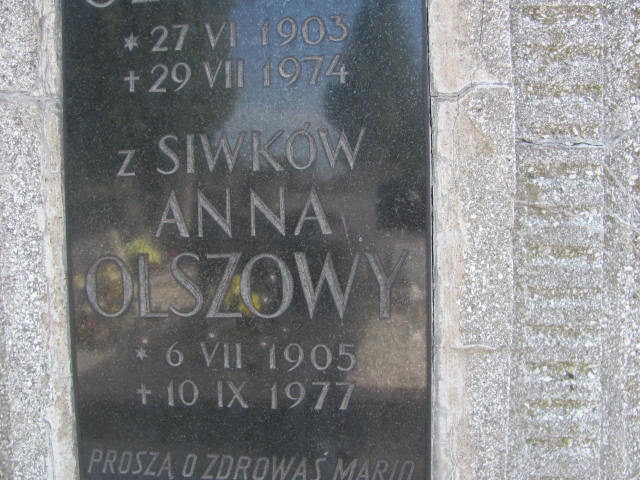 * 27 VI 1903
+ 29 VII 1974
z SIWKÓW
ANNA
OLSZOWY
* 6 VII 1905
+ 10 IX 1977
PROSZĄ O ZDROWAŚ MARIO